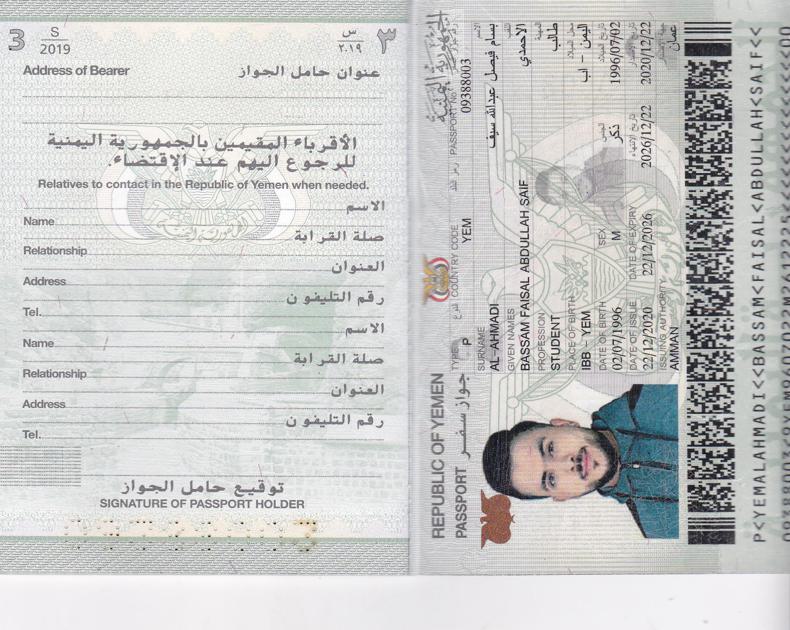 3
S
2019
Address of Bearer
عنوان حامل الجواز
س
٢٠١٩
٣
الأقرباء المقيمين بالجمهورية اليمنية
للرجوع اليهم عند الإقتضاء.
Relatives to contact in the Republic of Yemen when needed.
Name الاسم
Relationship صلة القرابة
Address العنوان
Tel. رقم التليفون
Name الاسم
Relationship صلة القرابة
Address العنوان
Tel. رقم التليفون
توقيع حامل الجواز
SIGNATURE OF PASSPORT HOLDER
REPUBLIC OF YEMEN الجمهورية اليمنية
PASSPORT جواز سفر
TYPE النوع COUNTRY CODE رمز البلد PASSPORT No. رقم جواز السفر
P YEM 09388003
SURNAME الاسم
AL-AHMADI بسام فيصل عبدالله سيف
GIVEN NAMES اللقب
BASSAM FAISAL ABDULLAH SAIF الاحمدي
PROFESSION المهنة
STUDENT طالب
PLACE OF BIRTH محل الميلاد
IBB - YEM اليمن - اب
DATE OF BIRTH SEX الجنس تاريخ الميلاد
02/07/1996 M ذكر 1996/07/02
DATE OF ISSUE DATE OF EXPIRY تاريخ الإنتهاء تاريخ الإصدار
22/12/2020 22/12/2026 2026/12/22 2020/12/22
ISSUING AUTHORITY جهة الإصدار
AMMAN عمان
P<YEMALAHMADI<<BASSAM<FAISAL<ABDULLAH<SAIF<<